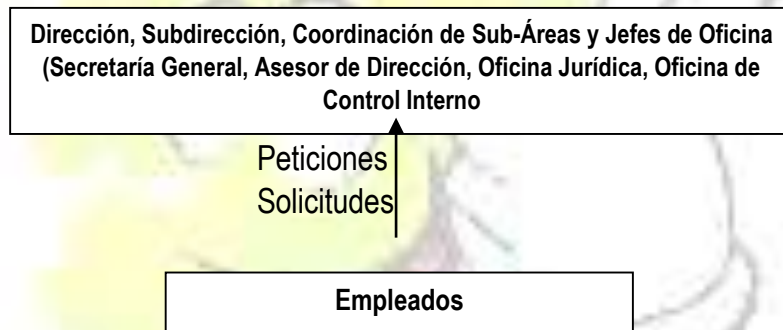 Dirección, Subdirección, Coordinación de Sub-Áreas y Jefes de Oficina
(Secretaría General, Asesor de Dirección, Oficina Jurídica, Oficina de
Control Interno
Peticiones
Solicitudes
Empleados